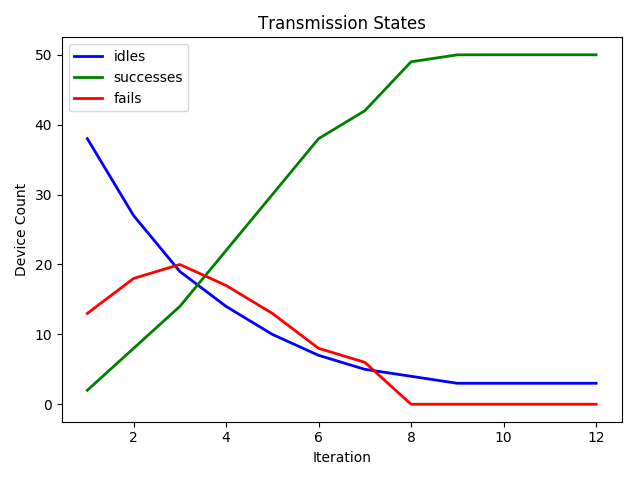 Transmission States
idles
successes
fails
Device Count
50
40
30
20
10
0
2 4 6 8 10 12
Iteration